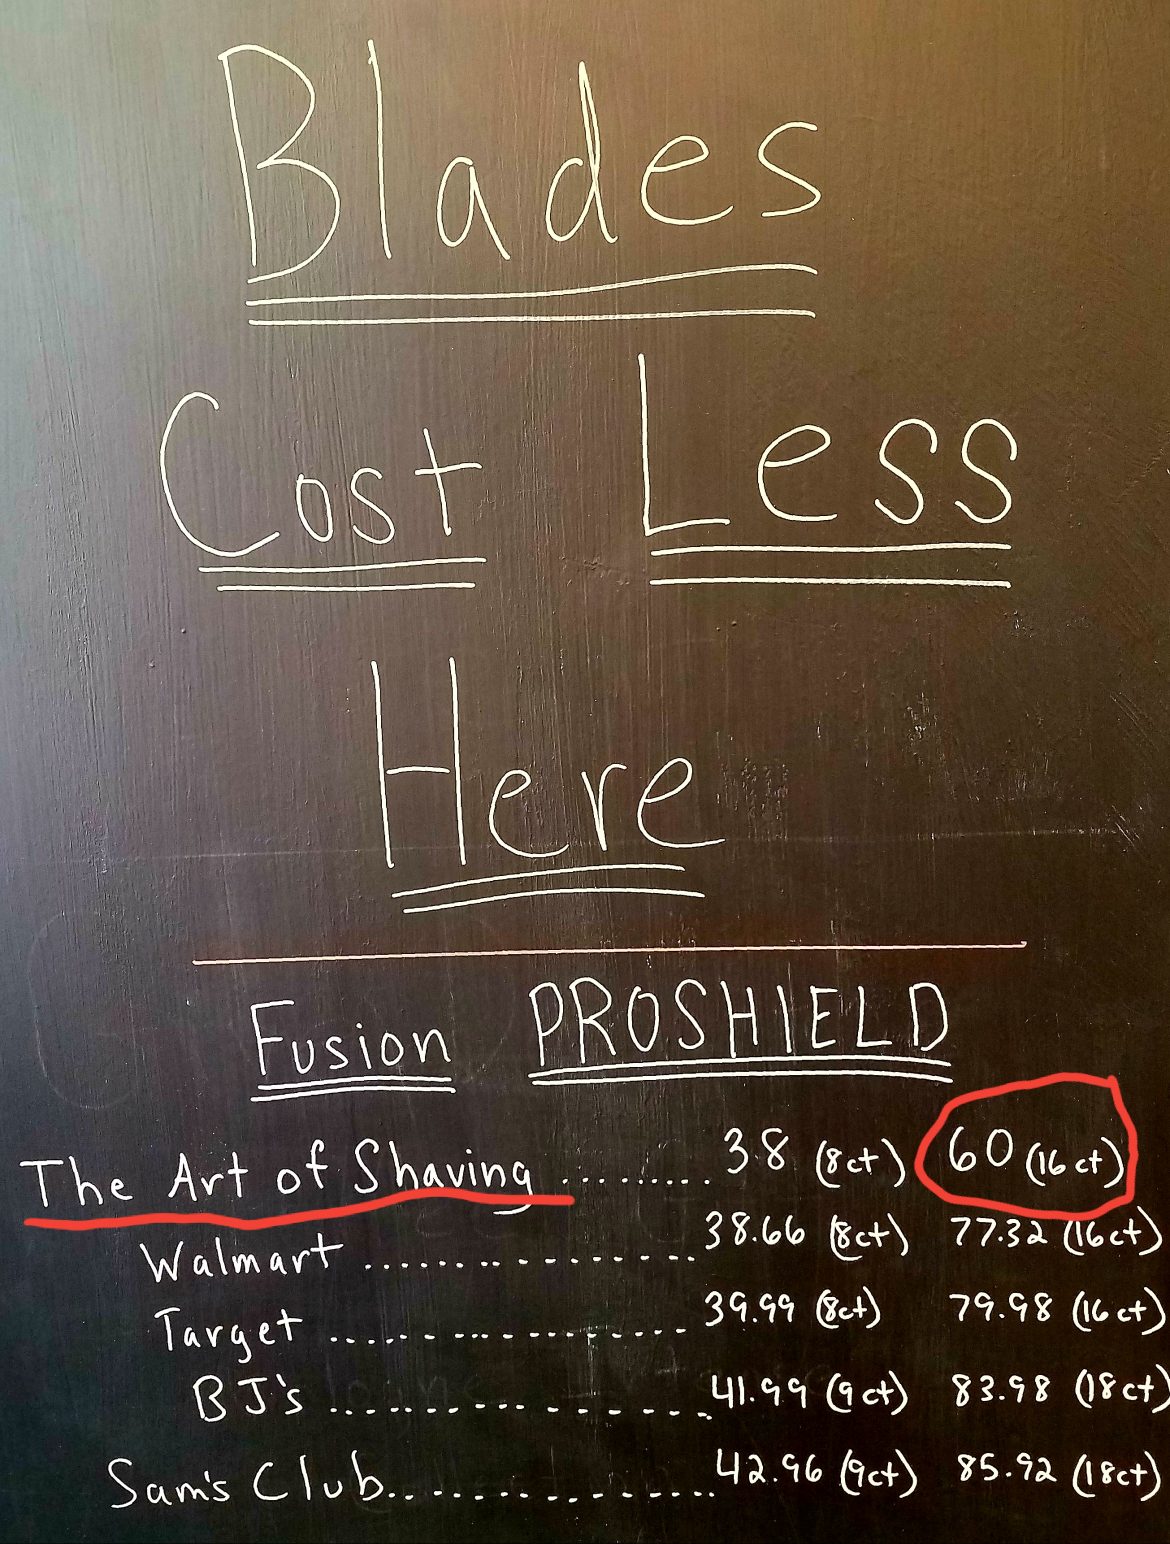 Blades
Cost Less
Here
Fusion PROSHIELD
The Art of Shaving ......... 38 (8ct) 60 (16ct)
Walmart .................. 38.66 (8ct) 77.32 (16ct)
Target ................... 39.99 (8ct) 79.98 (16ct)
BJ's ..................... 41.99 (9ct) 83.98 (18ct)
Sam's Club.................. 42.96 (9ct) 85.92 (18ct)